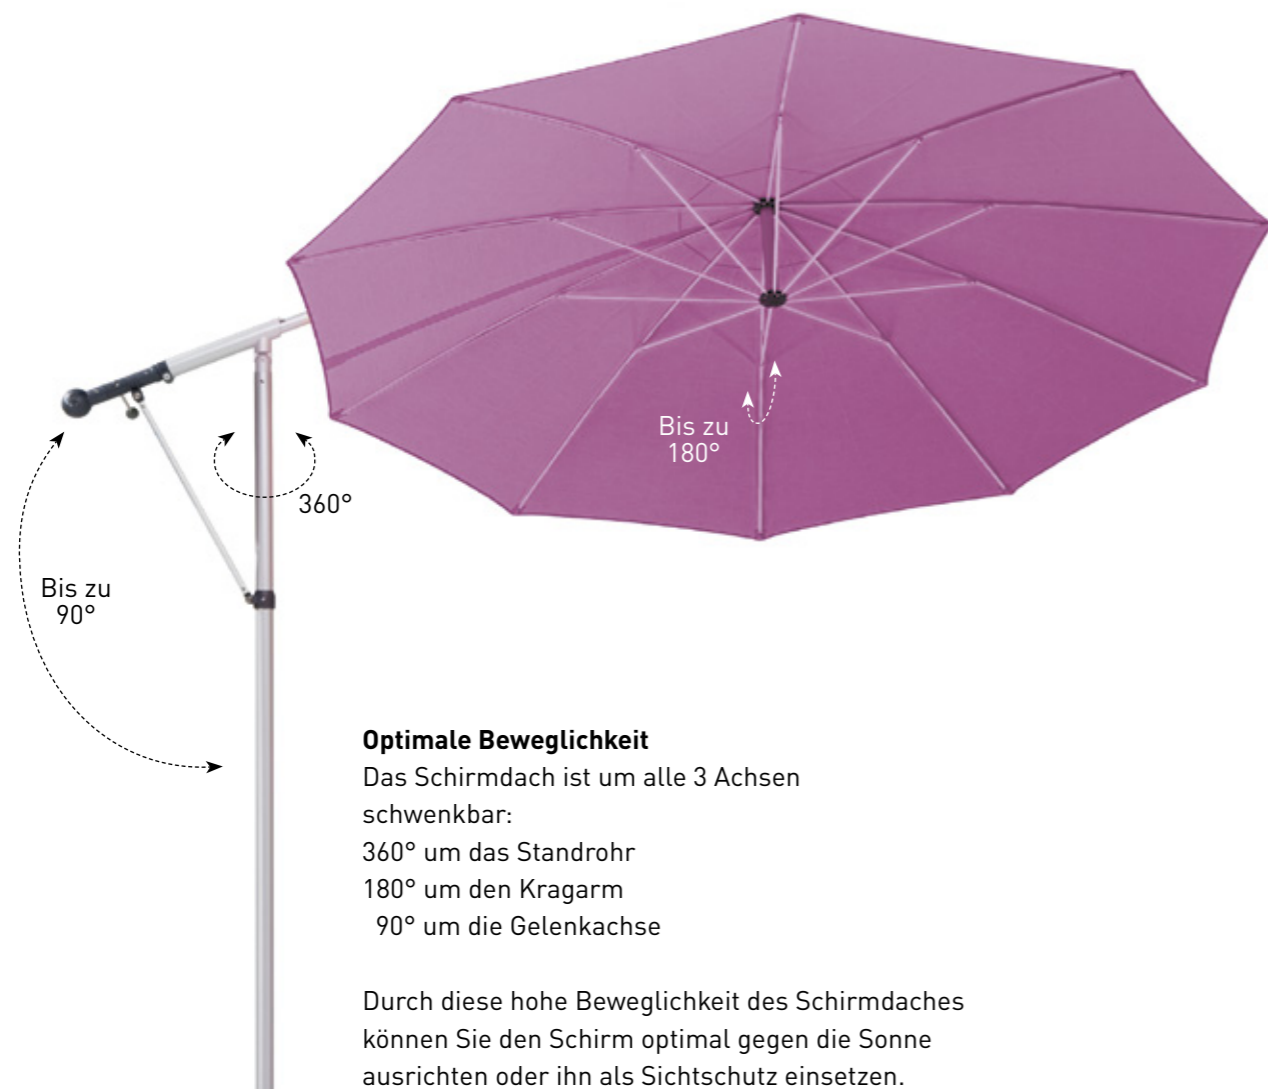 Bis zu
180°
360°
Bis zu
90°
Optimale Beweglichkeit
Das Schirmdach ist um alle 3 Achsen
schwenkbar:
360° um das Standrohr
180° um den Kragarm
90° um die Gelenkachse
Durch diese hohe Beweglichkeit des Schirmdaches
können Sie den Schirm optimal gegen die Sonne
ausrichten oder ihn als Sichtschutz einsetzen.